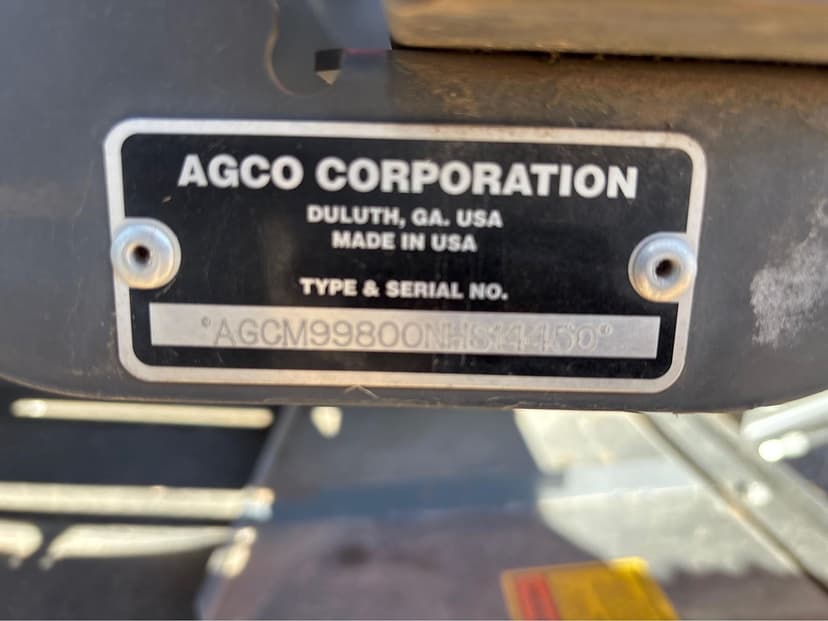 AGCO CORPORATION
DULUTH, GA. USA
MADE IN USA
TYPE & SERIAL NO.
*AGCM99800NHS14450*